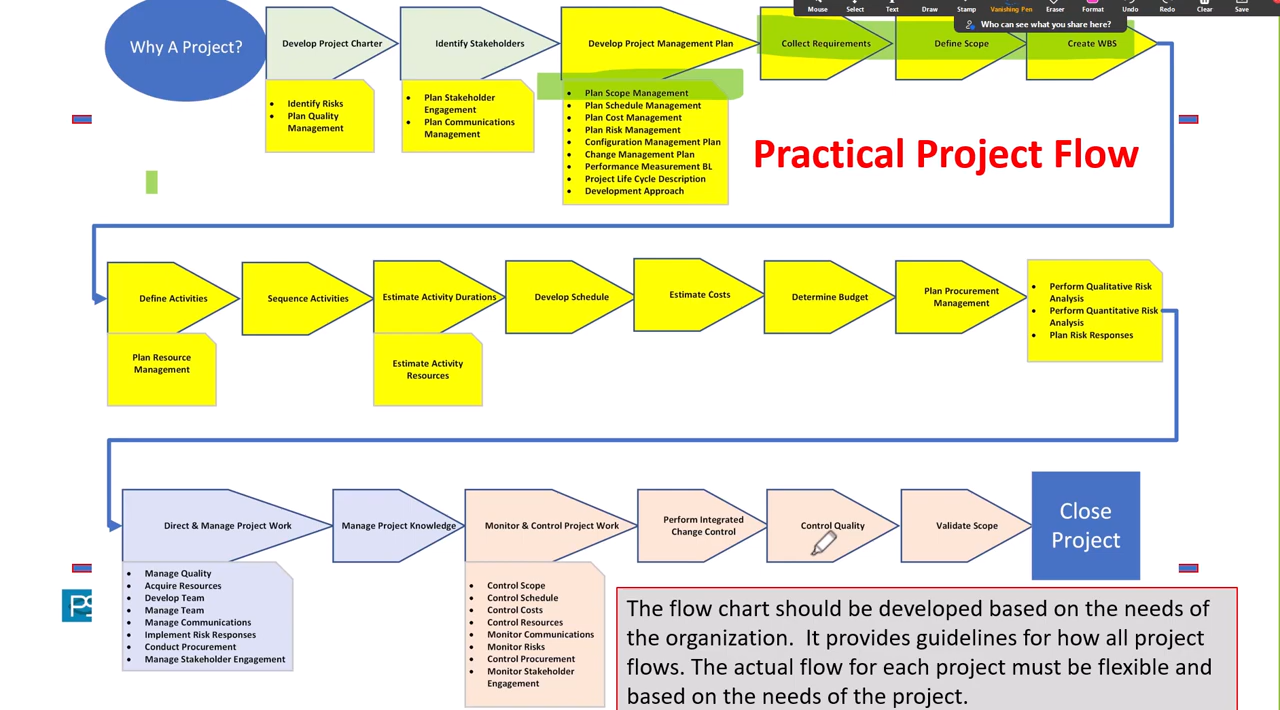 Mouse
Select
Text
Draw
Stamp
Vanishing Pen
Eraser
Format
Undo
Redo
Clear
Save
Who can see what you share here?
Why A Project?
Develop Project Charter
Identify Stakeholders
Develop Project Management Plan
Collect Requirements
Define Scope
Create WBS
• Identify Risks
• Plan Quality
Management
• Plan Stakeholder
Engagement
• Plan Communications
Management
• Plan Scope Management
• Plan Schedule Management
• Plan Cost Management
• Plan Risk Management
• Configuration Management Plan
• Change Management Plan
• Performance Measurement BL
• Project Life Cycle Description
• Development Approach
Practical Project Flow
Define Activities
Sequence Activities
Estimate Activity Durations
Develop Schedule
Estimate Costs
Determine Budget
Plan Procurement
Management
• Perform Qualitative Risk
Analysis
• Perform Quantitative Risk
Analysis
• Plan Risk Responses
Plan Resource
Management
Estimate Activity
Resources
Direct & Manage Project Work
Manage Project Knowledge
Monitor & Control Project Work
Perform Integrated
Change Control
Control Quality
Validate Scope
Close
Project
• Manage Quality
• Acquire Resources
• Develop Team
• Manage Team
• Manage Communications
• Implement Risk Responses
• Conduct Procurement
• Manage Stakeholder Engagement
• Control Scope
• Control Schedule
• Control Costs
• Control Resources
• Monitor Communications
• Monitor Risks
• Control Procurement
• Monitor Stakeholder
Engagement
The flow chart should be developed based on the needs of
the organization. It provides guidelines for how all project
flows. The actual flow for each project must be flexible and
based on the needs of the project.